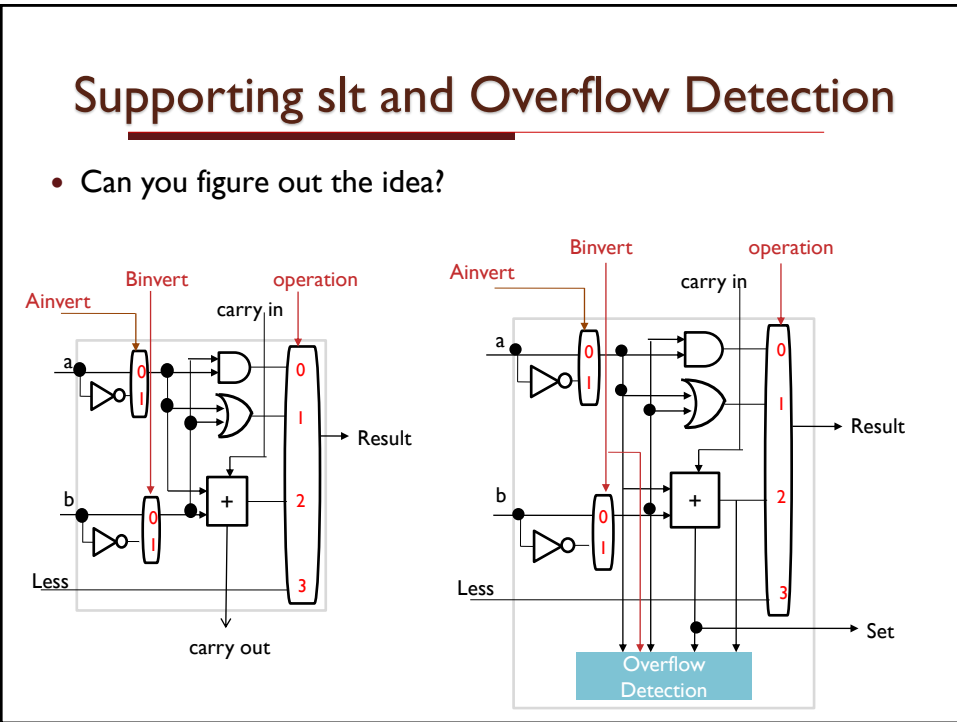 Supporting slt and Overflow Detection
• Can you figure out the idea?
Ainvert
Binvert
operation
carry in
a
0
1
0
1
+
2
b
0
1
Less
3
Result
carry out
Ainvert
Binvert
operation
carry in
a
0
1
0
1
+
2
b
0
1
Less
3
Result
Set
Overflow
Detection